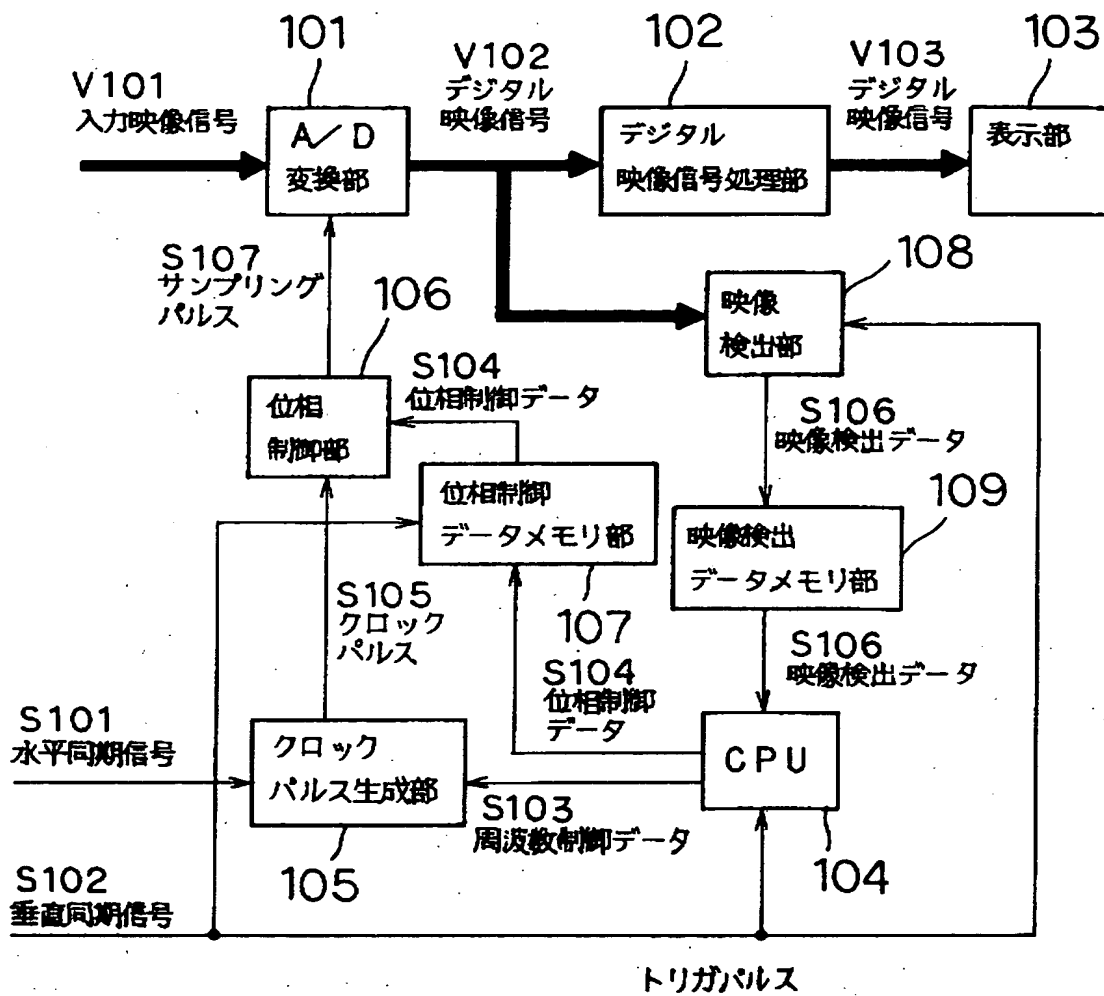 101
V102
102
V103
103
V101
デジタル
デジタル
入力映像信号
映像信号
映像信号
A/D
変換部
デジタル
映像信号処理部
表示部
S107
サンプリング
パルス
106
108
映像
検出部
S104
位相制御データ
位相
制御部
S106
映像検出データ
位相制御
データメモリ部
109
映像検出
データメモリ部
S105
クロック
パルス
107
S104
位相制御
データ
S106
映像検出データ
S101
水平同期信号
クロック
パルス生成部
CPU
S103
周波数制御データ
105
104
S102
垂直同期信号
トリガパルス